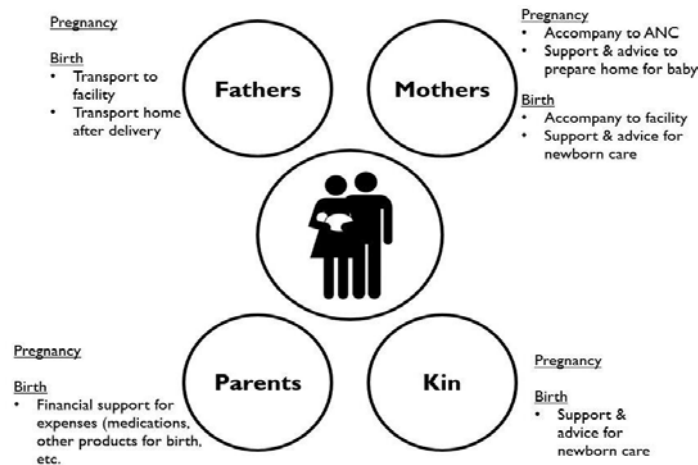 Pregnancy
Birth
• Transport to
facility
• Transport home
after delivery
Fathers
Mothers
Pregnancy
• Accompany to ANC
• Support & advice to
prepare home for baby
Birth
• Accompany to facility
• Support & advice for
newborn care
Pregnancy
Birth
• Financial support for
expenses (medications,
other products for birth,
etc.
Parents
Kin
Pregnancy
Birth
• Support &
advice for
newborn care